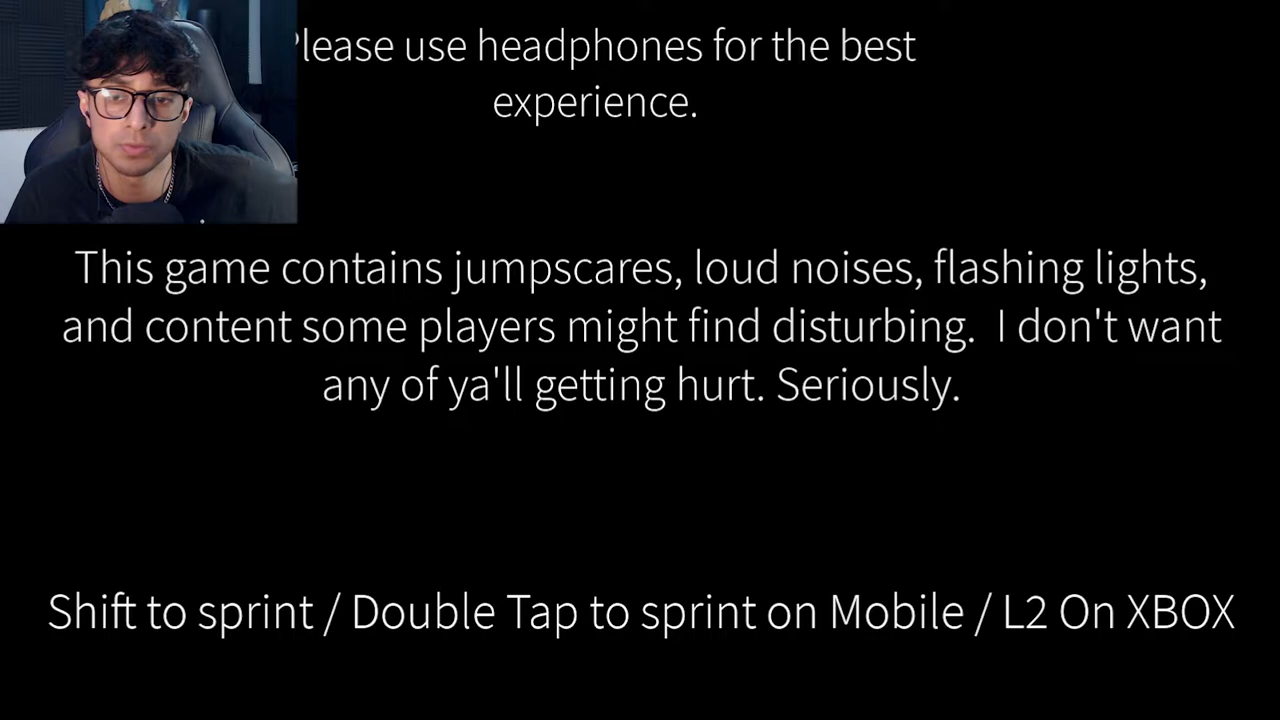 Please use headphones for the best
experience.
This game contains jumpscares, loud noises, flashing lights,
and content some players might find disturbing.  I don't want
any of ya'll getting hurt. Seriously.
Shift to sprint / Double Tap to sprint on Mobile / L2 On XBOX